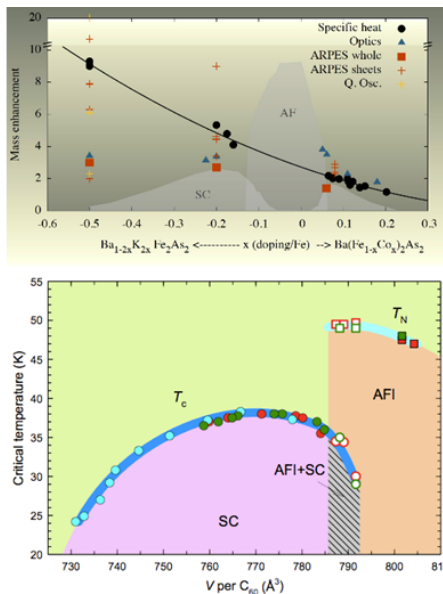 20
10
8
6
4
2
0
Mass enhancement
Specific heat
Optics
ARPES whole
ARPES sheets
Q. Osc.
AF
SC
-0.6 -0.5 -0.4 -0.3 -0.2 -0.1 0 0.1 0.2 0.3
Ba1-2xK2xFe2As2 <---------- x (doping/Fe) --> Ba(Fe1-xCox)2As2
55
50
45
40
35
30
25
20
Critical temperature (K)
TN
Tc
AFI
AFI+SC
SC
730 740 750 760 770 780 790 800 81
V per C60 (Å3)